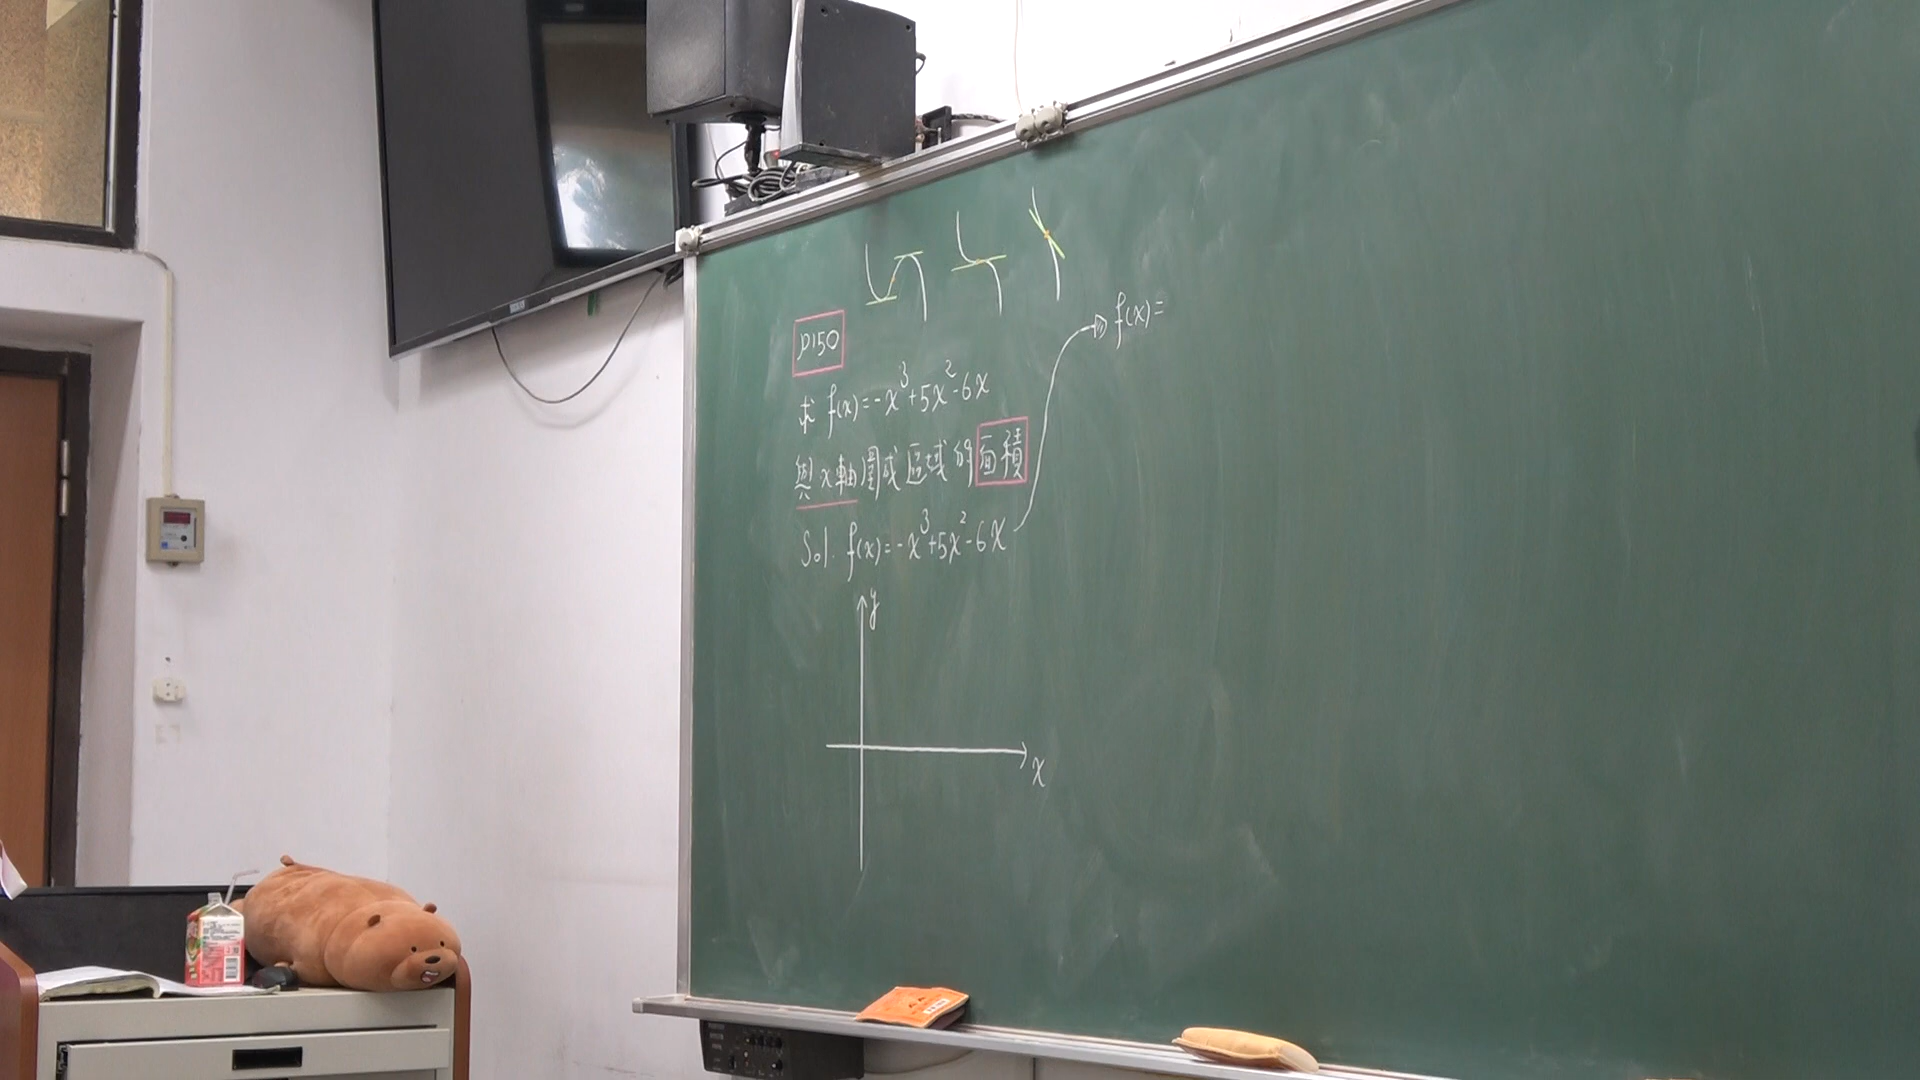 P150
求 f(x)=-x³+5x²-6x
與x軸圍成區域的面積
Sol. f(x)=-x³+5x²-6x
f(x)=
y
x